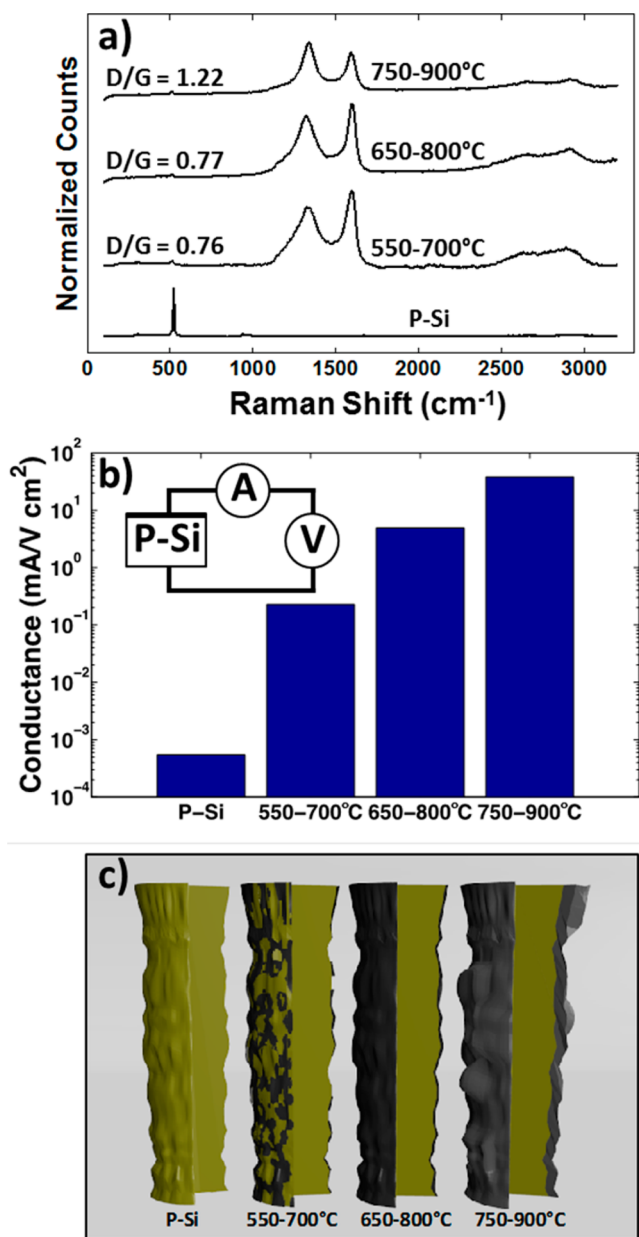 a)
D/G = 1.22
750-900°C
D/G = 0.77
650-800°C
D/G = 0.76
550-700°C
P-Si
Normalized Counts
0 500 1000 1500 2000 2500 3000
Raman Shift (cm⁻¹)
b)
A
P-Si
V
Conductance (mA/V cm²)
10²
10¹
10⁰
10⁻¹
10⁻²
10⁻³
10⁻⁴
P–Si 550–700°C 650–800°C 750–900°C
c)
P-Si 550-700°C 650-800°C 750-900°C